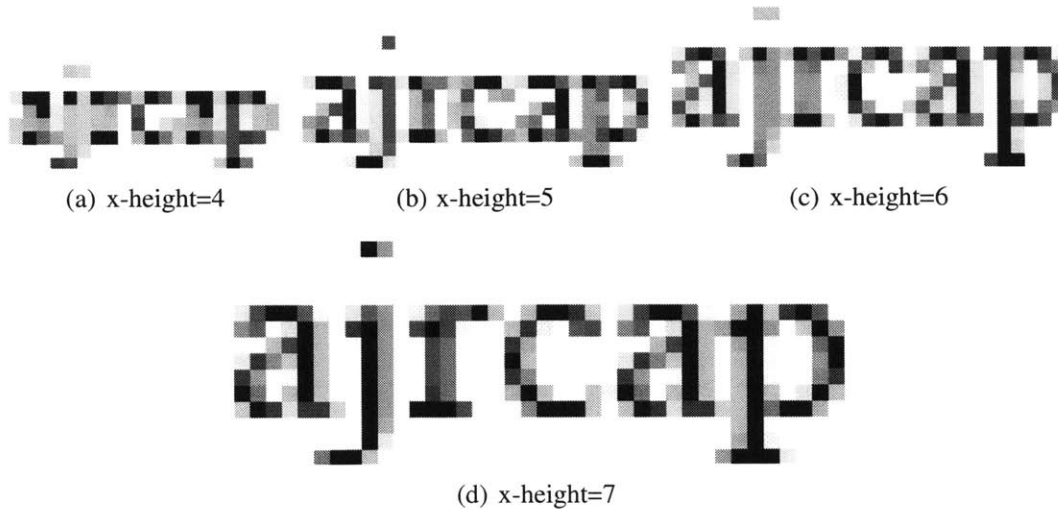 ajrcap ajrcap ajrcap
(a) x-height=4 (b) x-height=5 (c) x-height=6
ajrcap
(d) x-height=7